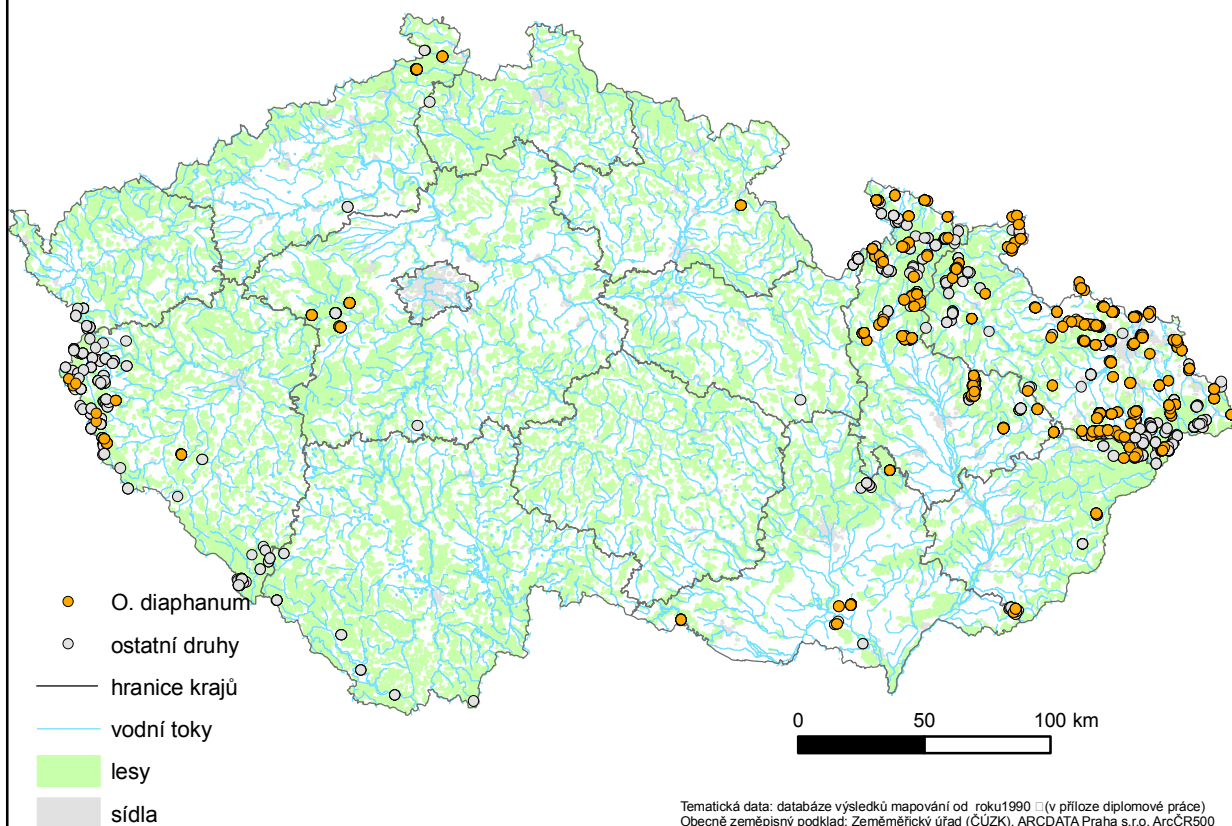 O. diaphanum
ostatní druhy
hranice krajů
vodní toky
lesy
sídla
0 50 100 km
Tematická data: databáze výsledků mapování od roku1990 □(v příloze diplomové práce)
Obecně zeměpisný podklad: Zeměměřický úřad (ČÚZK), ARCDATA Praha s.r.o. ArcČR500